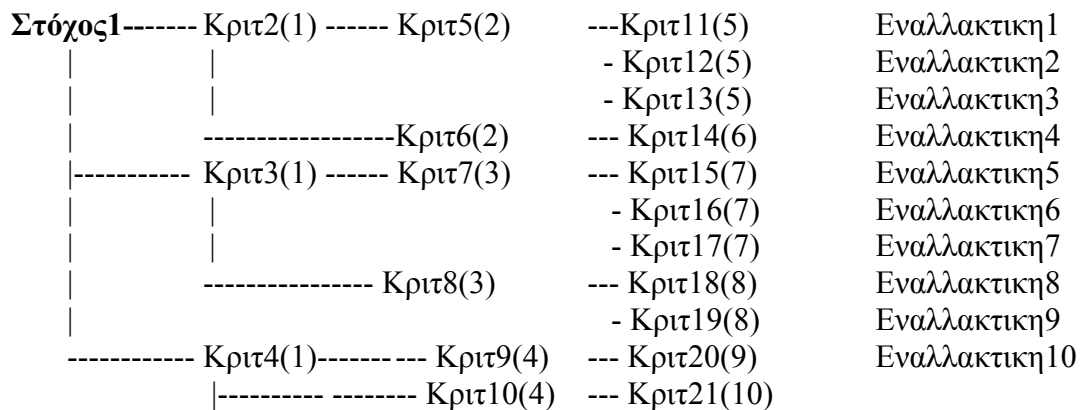 Στόχος1-------- Κριτ2(1) ------ Κριτ5(2) ---Κριτ11(5) Εναλλακτικη1
| | - Κριτ12(5) Εναλλακτικη2
| | - Κριτ13(5) Εναλλακτικη3
| ------------------Κριτ6(2) --- Κριτ14(6) Εναλλακτικη4
|----------- Κριτ3(1) ------ Κριτ7(3) --- Κριτ15(7) Εναλλακτικη5
| | - Κριτ16(7) Εναλλακτικη6
| | - Κριτ17(7) Εναλλακτικη7
| ---------------- Κριτ8(3) --- Κριτ18(8) Εναλλακτικη8
| - Κριτ19(8) Εναλλακτικη9
------------ Κριτ4(1)------- --- Κριτ9(4) --- Κριτ20(9) Εναλλακτικη10
|---------- -------- Κριτ10(4) --- Κριτ21(10)